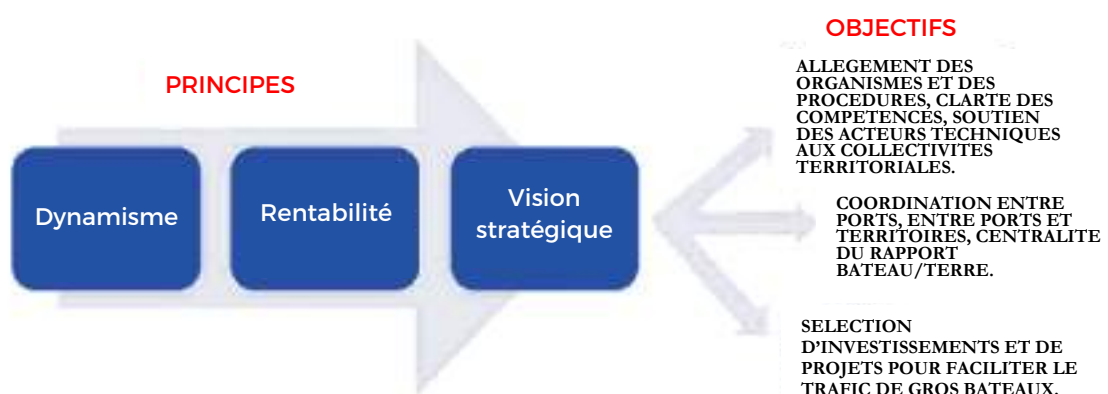 PRINCIPES
Dynamisme
Rentabilité
Vision
stratégique
OBJECTIFS
ALLEGEMENT DES
ORGANISMES ET DES
PROCEDURES, CLARTE DES
COMPETENCES, SOUTIEN
DES ACTEURS TECHNIQUES
AUX COLLECTIVITES
TERRITORIALES.
COORDINATION ENTRE
PORTS, ENTRE PORTS ET
TERRITOIRES, CENTRALITE
DU RAPPORT
BATEAU/TERRE.
SELECTION
D'INVESTISSEMENTS ET DE
PROJETS POUR FACILITER LE
TRAFIC DE GROS BATEAUX.